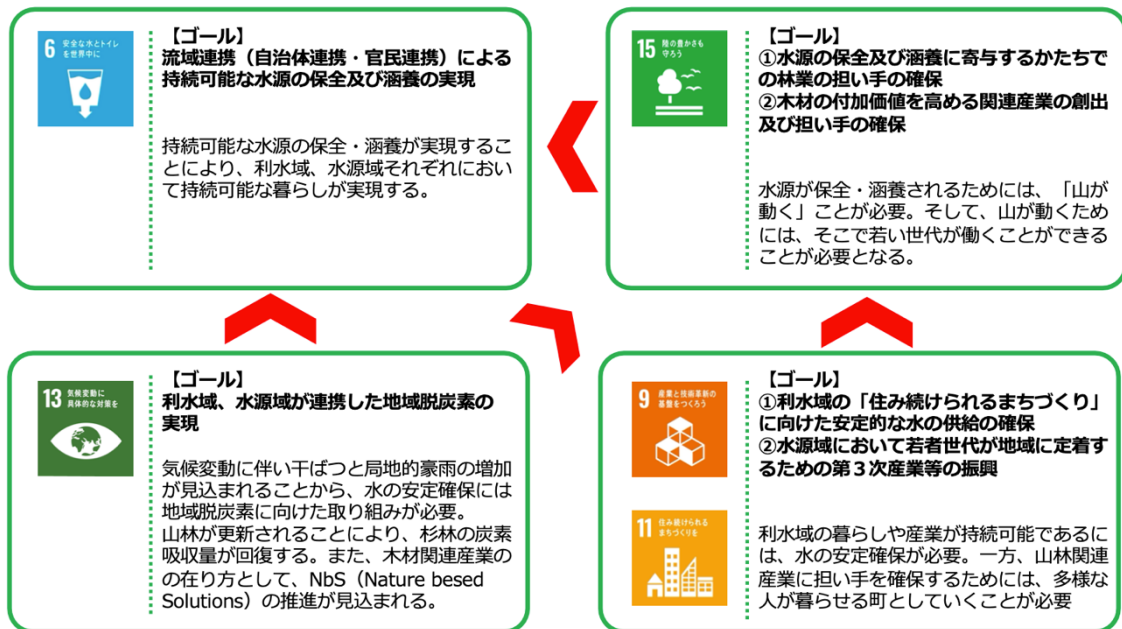 6 安全な水とトイレ
を世界中に
【ゴール】
流域連携（自治体連携・官民連携）による
持続可能な水源の保全及び涵養の実現
持続可能な水源の保全・涵養が実現するこ
とにより、利水域、水源域それぞれにおい
て持続可能な暮らしが実現する。
15 陸の豊かさも
守ろう
【ゴール】
①水源の保全及び涵養に寄与するかたちで
の林業の担い手の確保
②木材の付加価値を高める関連産業の創出
及び担い手の確保
水源が保全・涵養されるためには、「山が
動く」ことが必要。そして、山が動くため
には、そこで若い世代が働くことができる
ことが必要となる。
13 気候変動に
具体的な対策を
【ゴール】
利水域、水源域が連携した地域脱炭素の
実現
気候変動に伴い干ばつと局地的豪雨の増加
が見込まれることから、水の安定確保には
地域脱炭素に向けた取り組みが必要。
山林が更新されることにより、杉林の炭素
吸収量が回復する。また、木材関連産業の
の在り方として、NbS（Nature besed
Solutions）の推進が見込まれる。
9 産業と技術革新の
基盤をつくろう
11 住み続けられる
まちづくりを
【ゴール】
①利水域の「住み続けられるまちづくり」
に向けた安定的な水の供給の確保
②水源域において若者世代が地域に定着す
るための第３次産業等の振興
利水域の暮らしや産業が持続可能であるに
は、水の安定確保が必要。一方、山林関連
産業に担い手を確保するためには、多様な
人が暮らせる町としていくことが必要